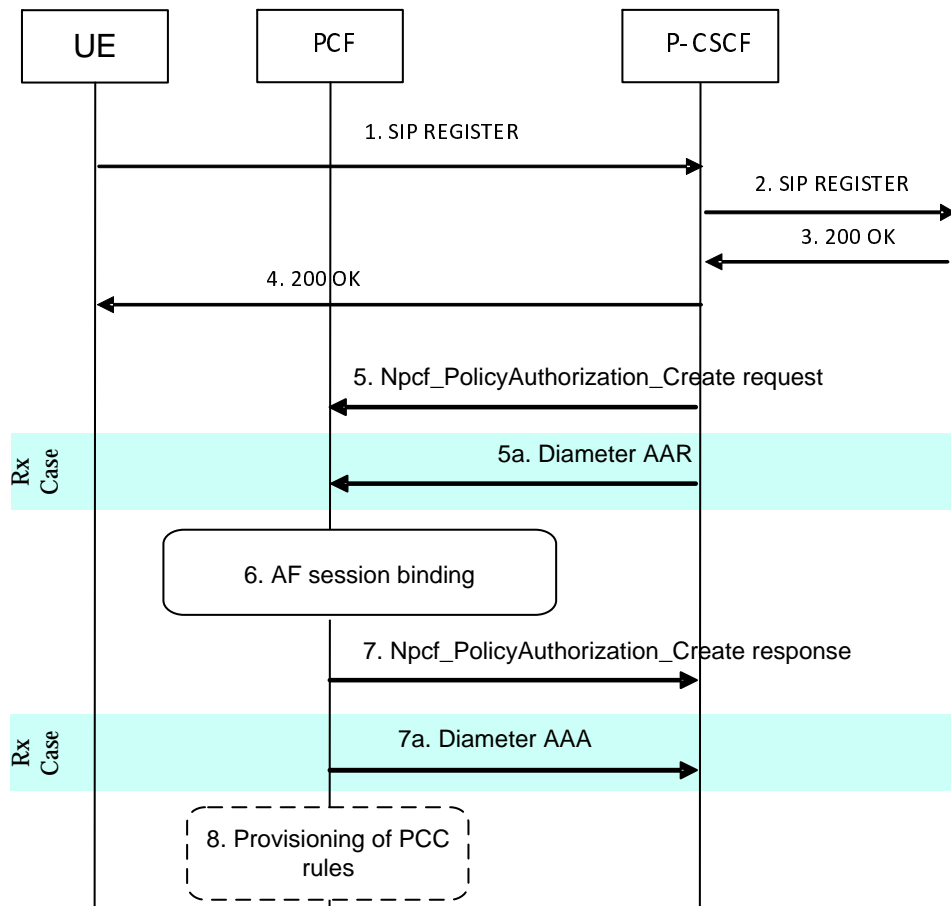 UE
PCF
P-CSCF
1. SIP REGISTER
2. SIP REGISTER
3. 200 OK
4. 200 OK
5. Npcf_PolicyAuthorization_Create request
Rx
Case
5a. Diameter AAR
6. AF session binding
7. Npcf_PolicyAuthorization_Create response
Rx
Case
7a. Diameter AAA
8. Provisioning of PCC
rules